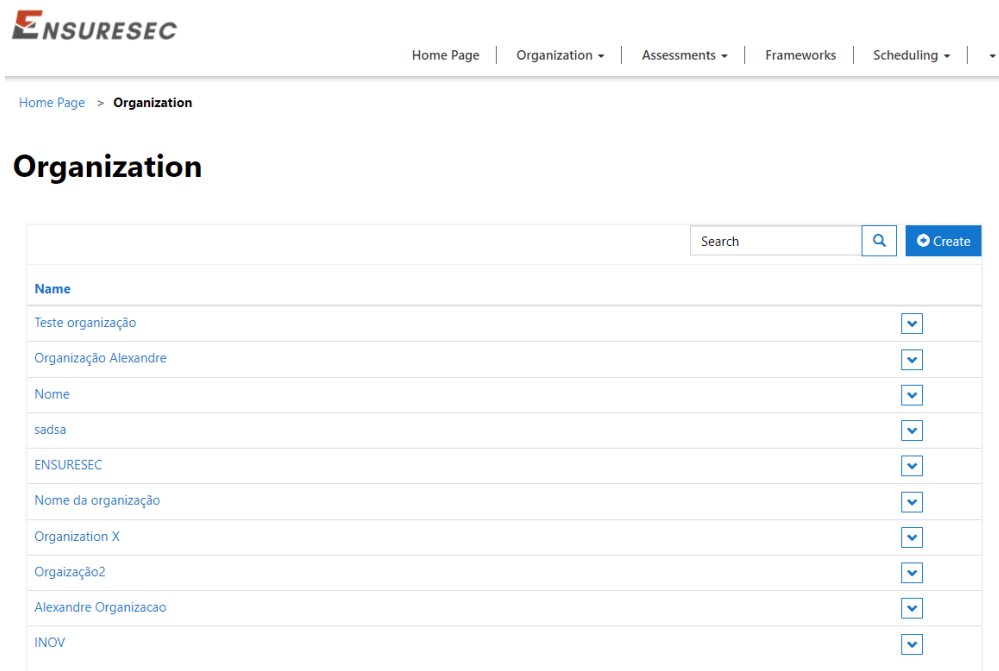 ENSURESEC
Home Page Organization Assessments Frameworks Scheduling
Home Page > Organization
Organization
Search Create
Name
Teste organização
Organização Alexandre
Nome
sadsa
ENSURESEC
Nome da organização
Organization X
Orgaização2
Alexandre Organizacao
INOV